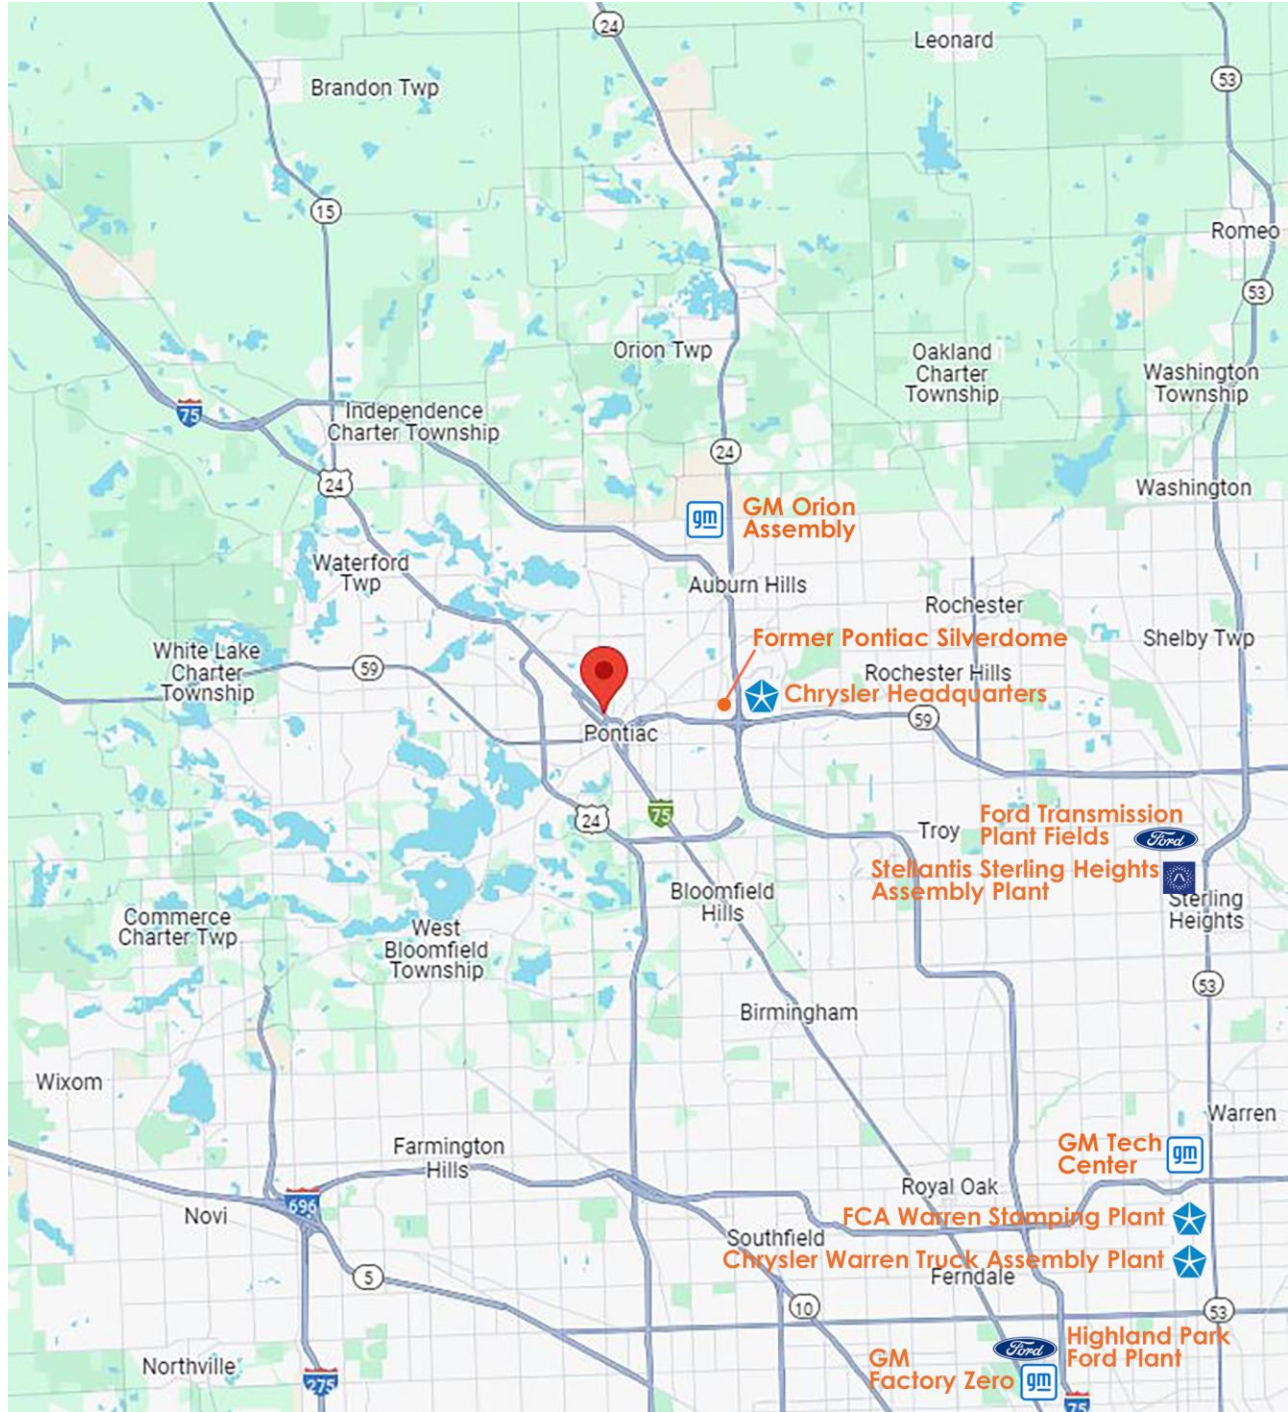 24
Leonard
53
Brandon Twp
15
Romeo
53
Orion Twp
Oakland
Charter
Township
Washington
Township
75
Independence
Charter Township
24
24
Washington
gm
GM Orion
Assembly
Waterford
Twp
Auburn Hills
Rochester
Former Pontiac Silverdome
Shelby Twp
White Lake
Charter
Township
59
Rochester Hills
Chrysler Headquarters
59
Pontiac
75
24
Troy
Ford Transmission
Plant Fields
Ford
Stellantis Sterling Heights
Assembly Plant
Sterling
Heights
Bloomfield
Hills
Commerce
Charter Twp
West
Bloomfield
Township
53
Birmingham
Wixom
Warren
GM Tech
Center
gm
Farmington
Hills
Royal Oak
696
Novi
FCA Warren Stamping Plant
Southfield
Chrysler Warren Truck Assembly Plant
Ferndale
5
10
53
Highland Park
Ford Plant
Ford
Northville
275
GM
Factory Zero
gm
75